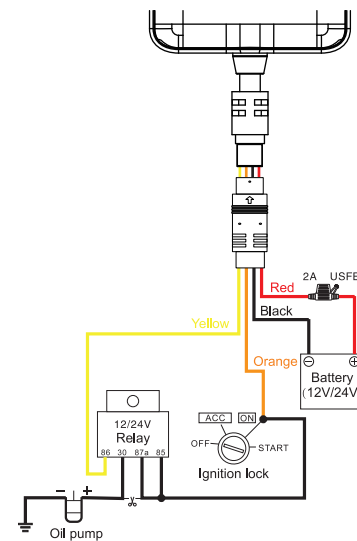 2A USFE
Red
Black
Yellow
Orange
⊖ ⊕
Battery
(12V/24V
ACC ON
OFF START
Ignition lock
12/24V
Relay
86 30 87a 85
− +
Oil pump